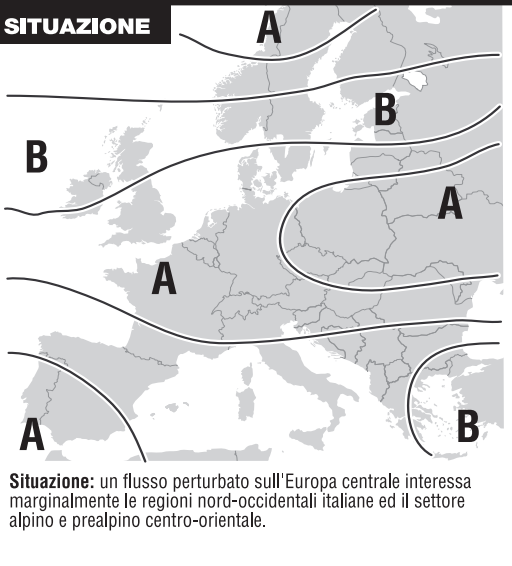 SITUAZIONE
A
B
B
A
A
A
B
Situazione: un flusso perturbato sull'Europa centrale interessa
marginalmente le regioni nord-occidentali italiane ed il settore
alpino e prealpino centro-orientale.